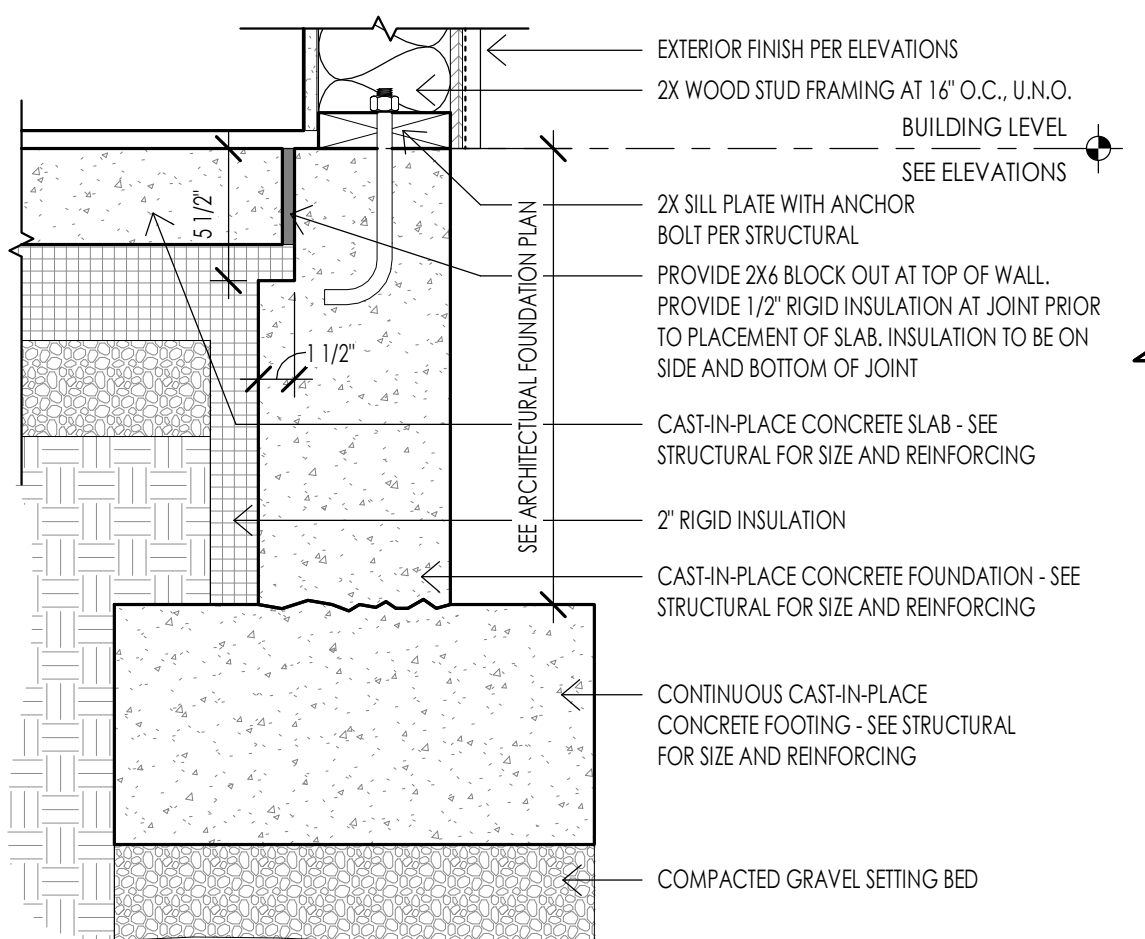 EXTERIOR FINISH PER ELEVATIONS
2X WOOD STUD FRAMING AT 16" O.C., U.N.O.
BUILDING LEVEL
SEE ELEVATIONS
2X SILL PLATE WITH ANCHOR
BOLT PER STRUCTURAL
PROVIDE 2X6 BLOCK OUT AT TOP OF WALL.
PROVIDE 1/2" RIGID INSULATION AT JOINT PRIOR
TO PLACEMENT OF SLAB. INSULATION TO BE ON
SIDE AND BOTTOM OF JOINT
CAST-IN-PLACE CONCRETE SLAB - SEE
STRUCTURAL FOR SIZE AND REINFORCING
2" RIGID INSULATION
CAST-IN-PLACE CONCRETE FOUNDATION - SEE
STRUCTURAL FOR SIZE AND REINFORCING
CONTINUOUS CAST-IN-PLACE
CONCRETE FOOTING - SEE STRUCTURAL
FOR SIZE AND REINFORCING
COMPACTED GRAVEL SETTING BED
5 1/2"
1 1/2"
SEE ARCHITECTURAL FOUNDATION PLAN